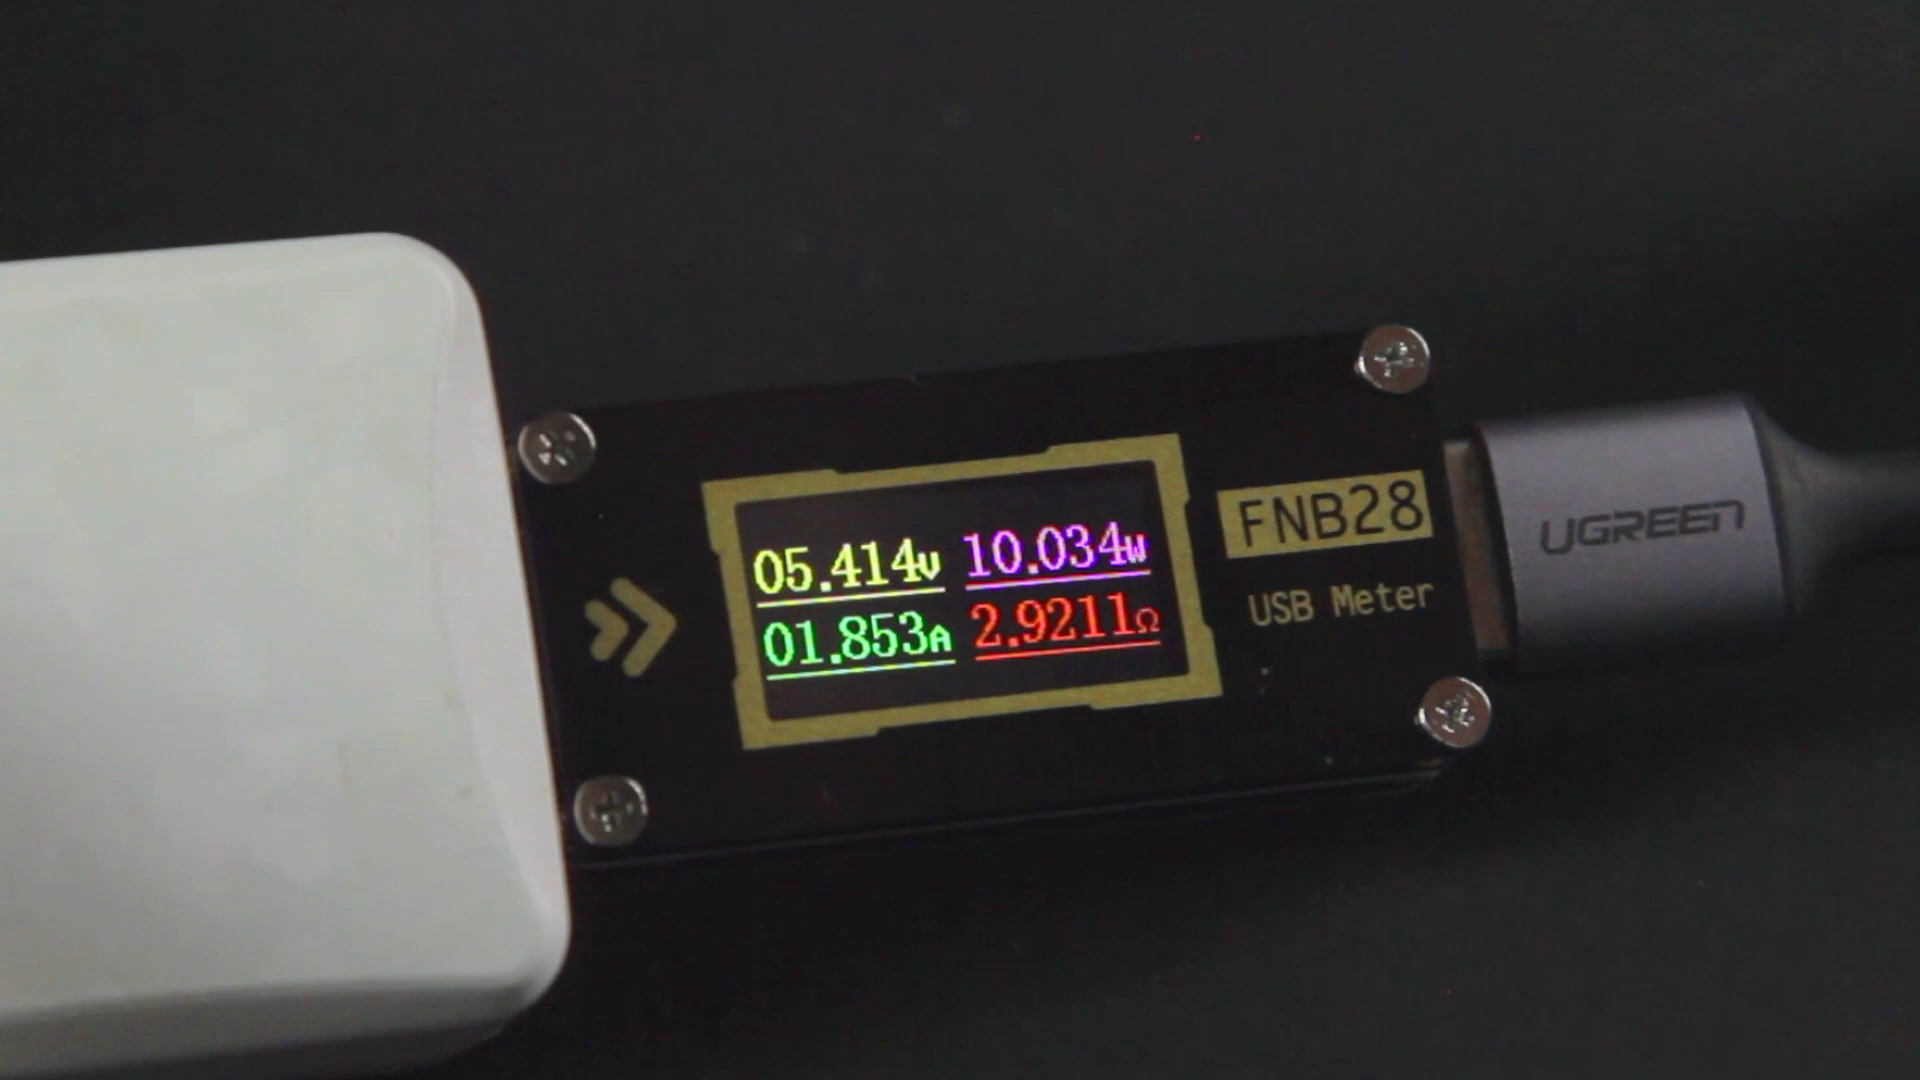 05.414V 10.034W
01.853A 2.9211Ω
FNB28
USB Meter
UGREEN